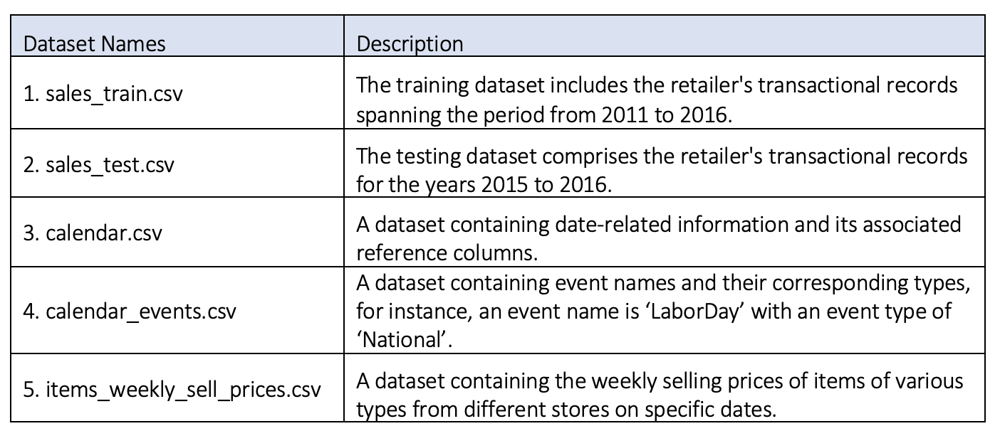 Dataset Names
Description
1. sales_train.csv
The training dataset includes the retailer's transactional records
spanning the period from 2011 to 2016.
2. sales_test.csv
The testing dataset comprises the retailer's transactional records
for the years 2015 to 2016.
3. calendar.csv
A dataset containing date-related information and its associated
reference columns.
4. calendar_events.csv
A dataset containing event names and their corresponding types,
for instance, an event name is ‘LaborDay’ with an event type of
‘National’.
5. items_weekly_sell_prices.csv
A dataset containing the weekly selling prices of items of various
types from different stores on specific dates.